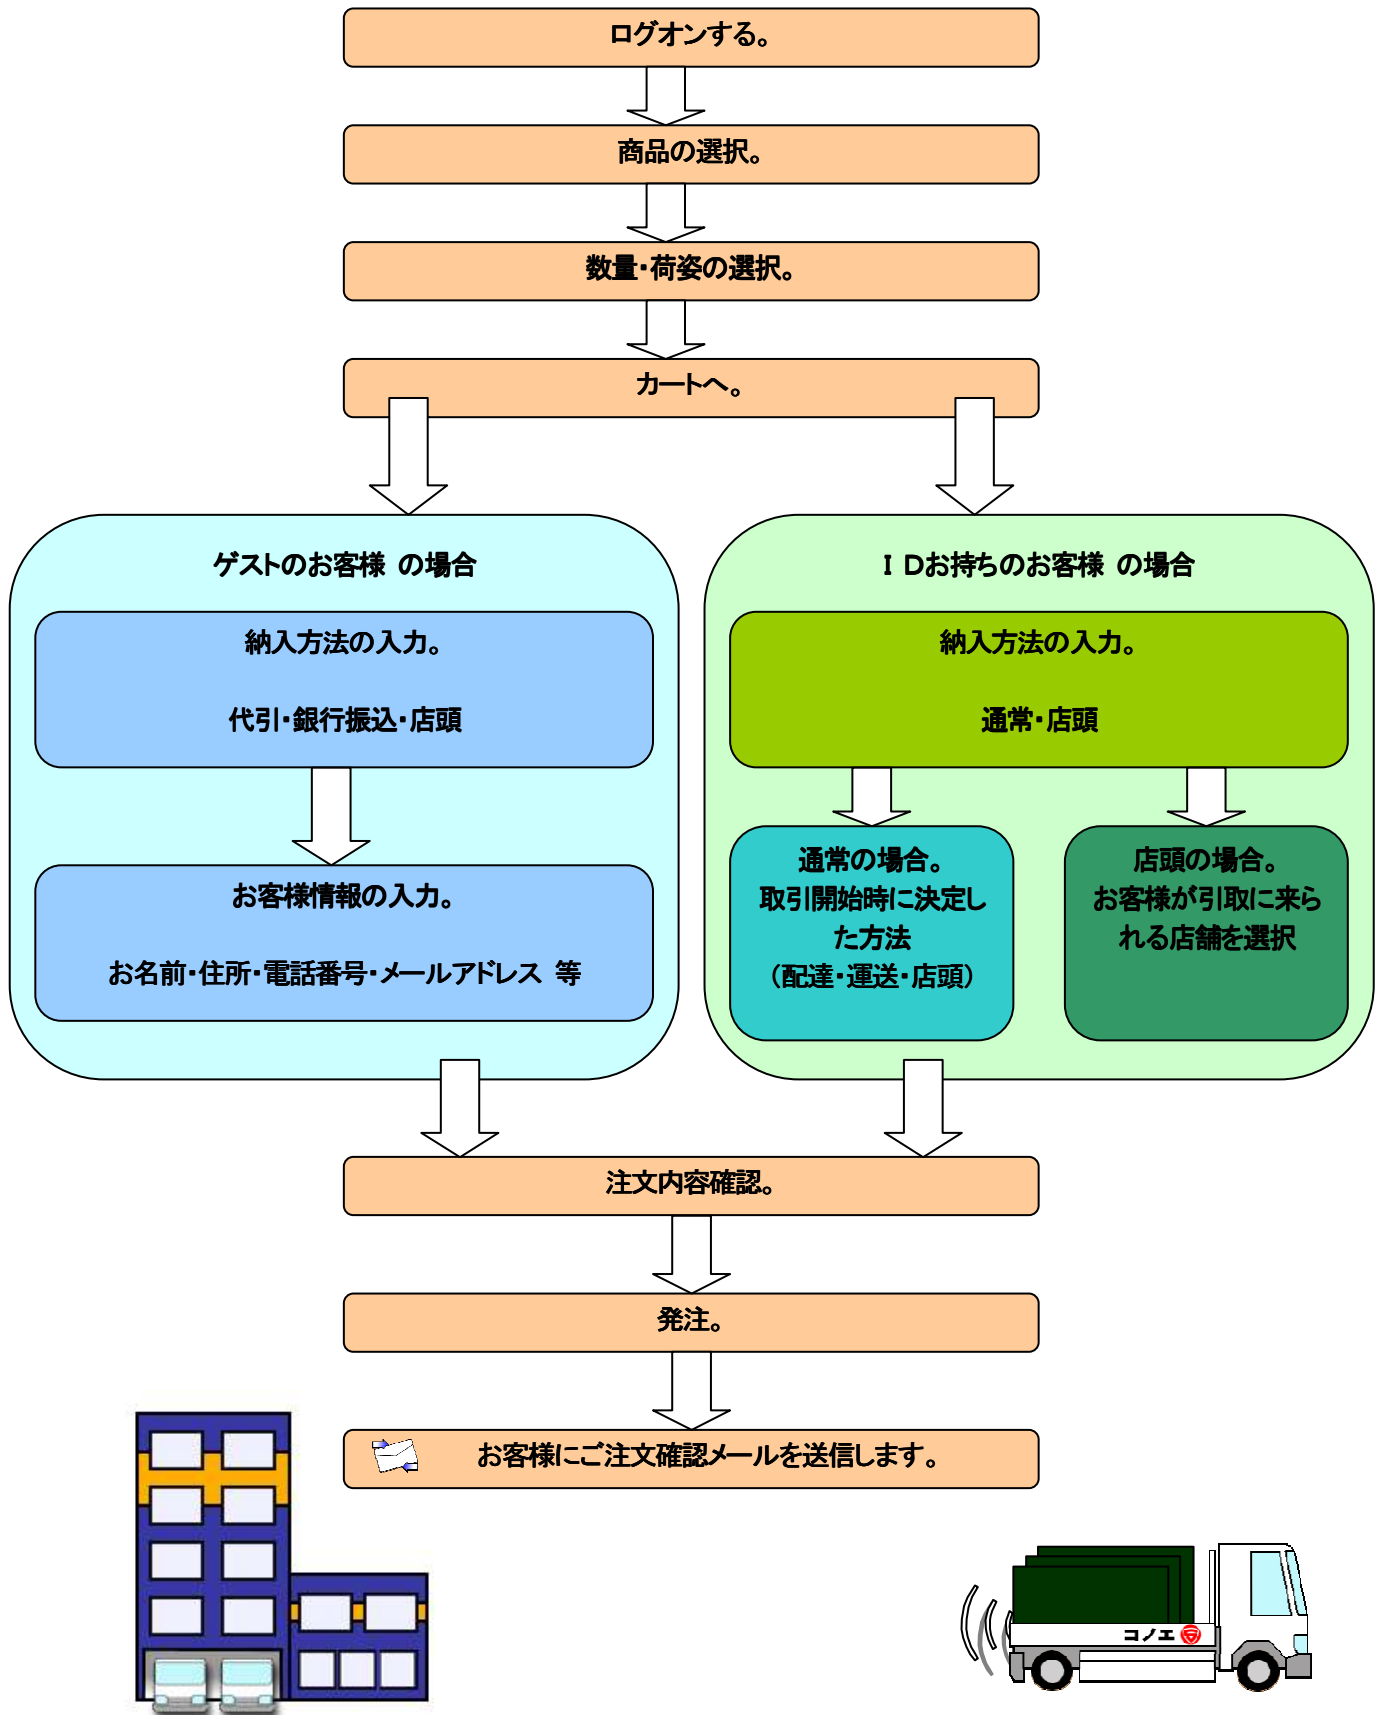 ログオンする。
商品の選択。
数量・荷姿の選択。
カートへ。
ゲストのお客様 の場合
納入方法の入力。
代引・銀行振込・店頭
お客様情報の入力。
お名前・住所・電話番号・メールアドレス 等
I Dお持ちのお客様 の場合
納入方法の入力。
通常・店頭
通常の場合。
取引開始時に決定し
た方法
（配達・運送・店頭）
店頭の場合。
お客様が引取に来ら
れる店舗を選択
注文内容確認。
発注。
お客様にご注文確認メールを送信します。
コノエ